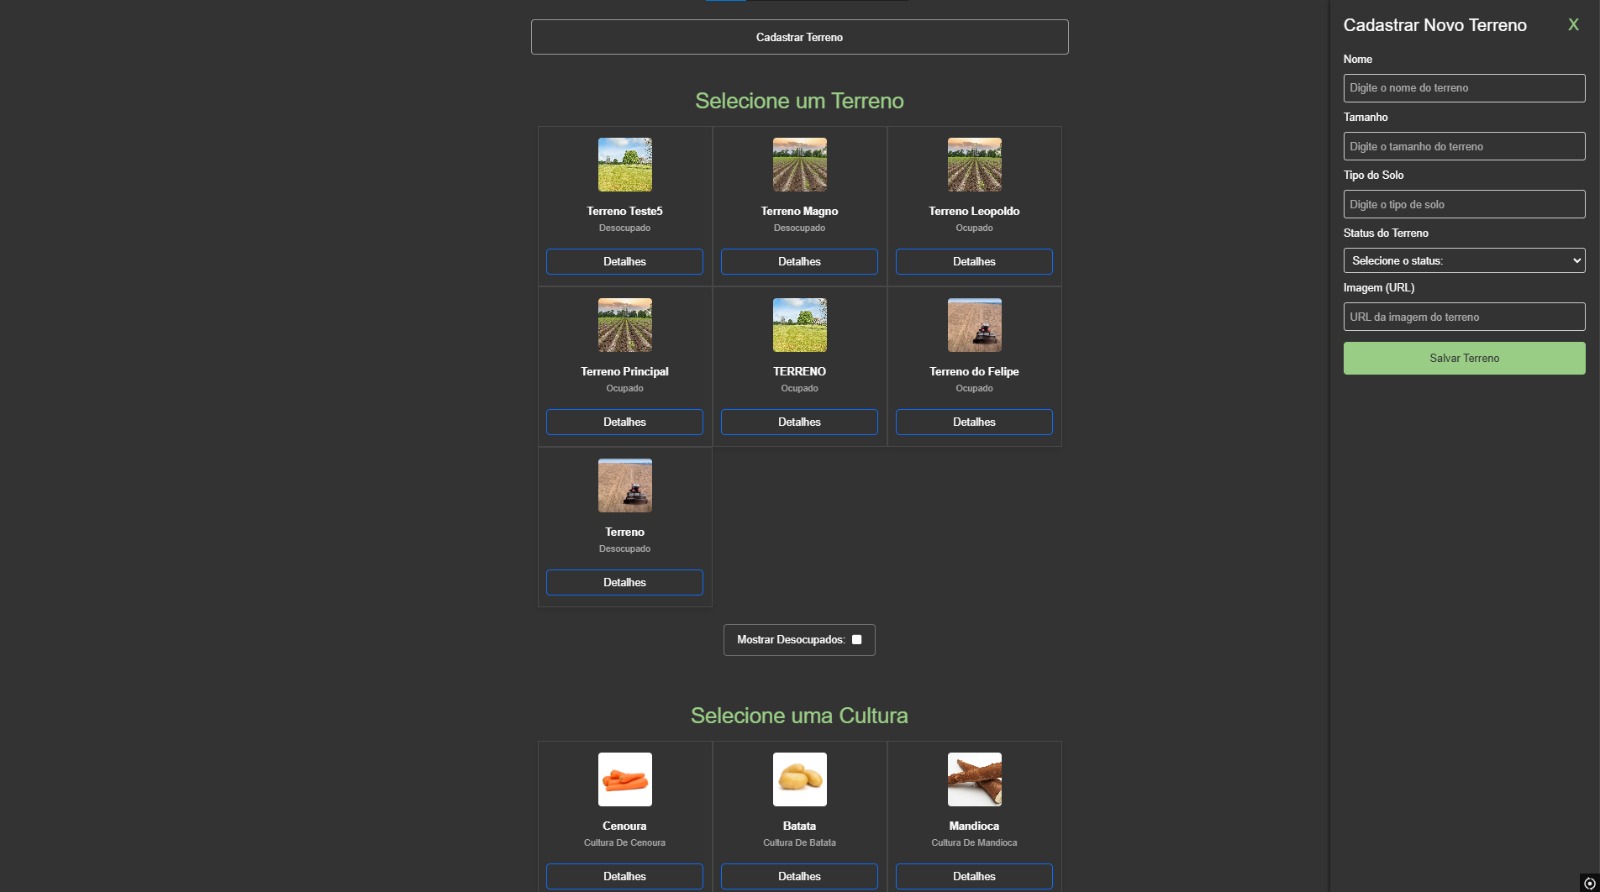 Cadastrar Terreno
Selecione um Terreno
Terreno Teste5
Desocupado
Detalhes
Terreno Magno
Desocupado
Detalhes
Terreno Leopoldo
Ocupado
Detalhes
Terreno Principal
Ocupado
Detalhes
TERRENO
Ocupado
Detalhes
Terreno do Felipe
Ocupado
Detalhes
Terreno
Desocupado
Detalhes
Mostrar Desocupados:
Selecione uma Cultura
Cenoura
Cultura De Cenoura
Detalhes
Batata
Cultura De Batata
Detalhes
Mandioca
Cultura De Mandioca
Detalhes
Cadastrar Novo Terreno
X
Nome
Digite o nome do terreno
Tamanho
Digite o tamanho do terreno
Tipo do Solo
Digite o tipo de solo
Status do Terreno
Selecione o status:
Imagem (URL)
URL da imagem do terreno
Salvar Terreno